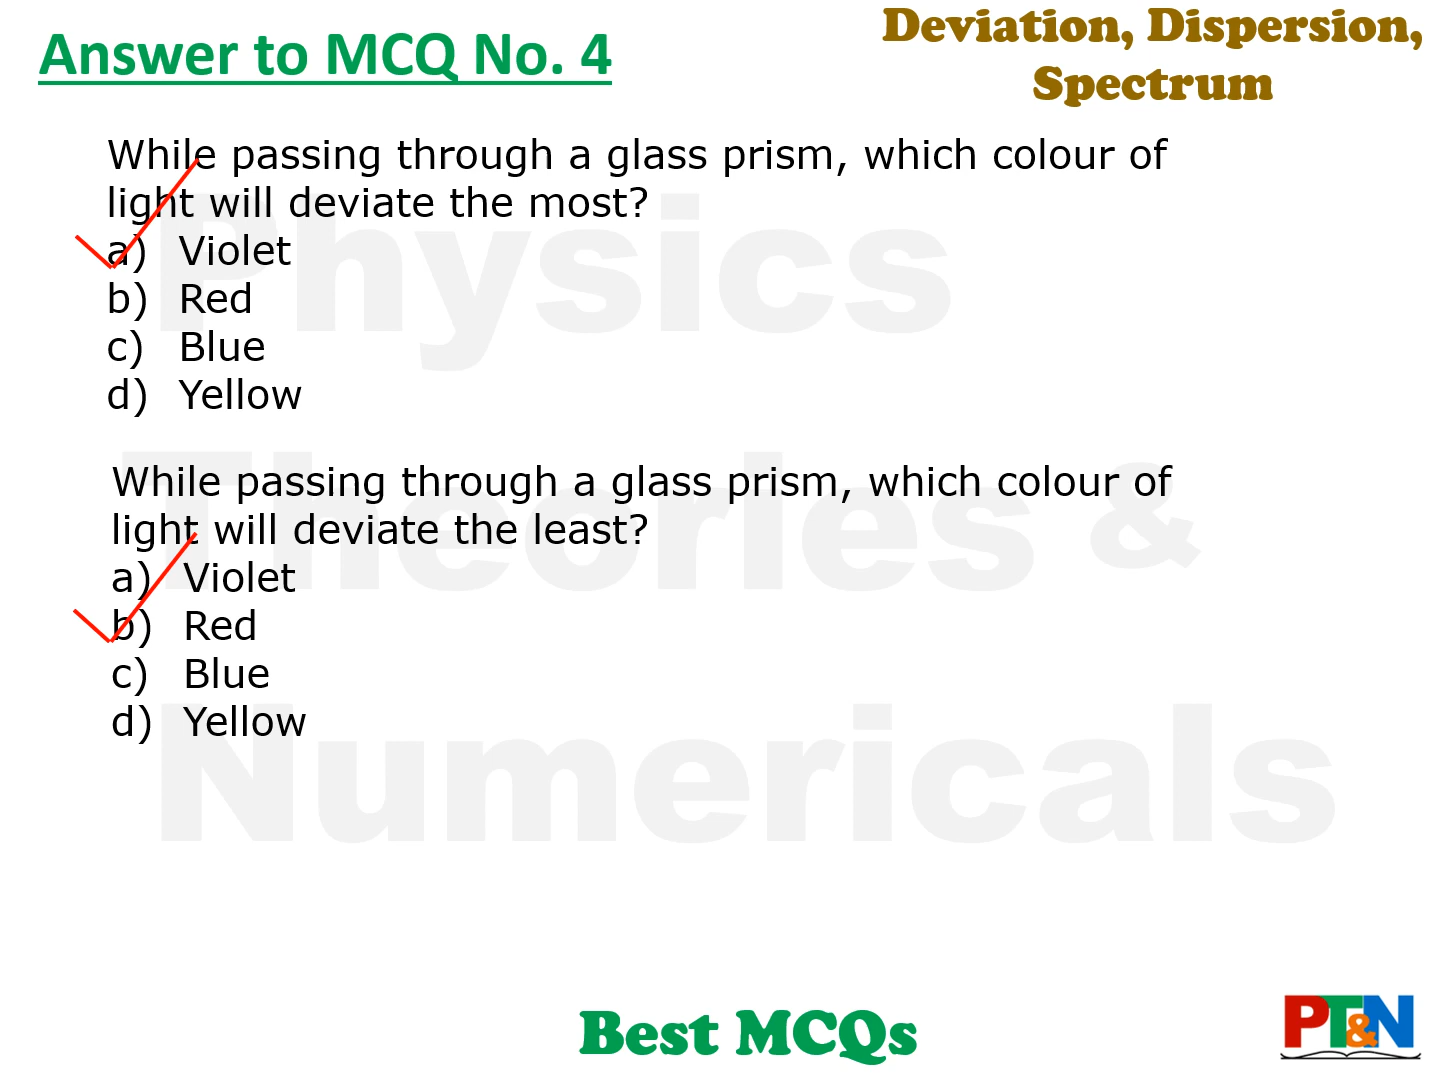 Answer to MCQ No. 4
Deviation, Dispersion,
Spectrum
While passing through a glass prism, which colour of
light will deviate the most?
a) Violet
b) Red
c) Blue
d) Yellow
While passing through a glass prism, which colour of
light will deviate the least?
a) Violet
b) Red
c) Blue
d) Yellow
Physics
Theories &
Numericals
Best MCQs
PT&N